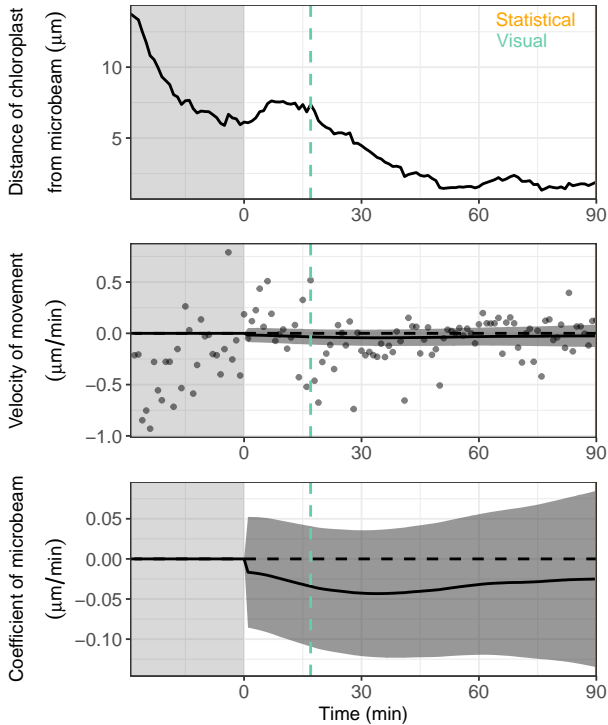 Statistical
Visual
Distance of chloroplast
from microbeam (μm)
10
5
0
30
60
90
Velocity of movement
(μm/min)
0.5
0.0
−0.5
−1.0
0
30
60
90
Coefficient of microbeam
(μm/min)
0.05
0.00
−0.05
−0.10
0
30
60
90
Time (min)